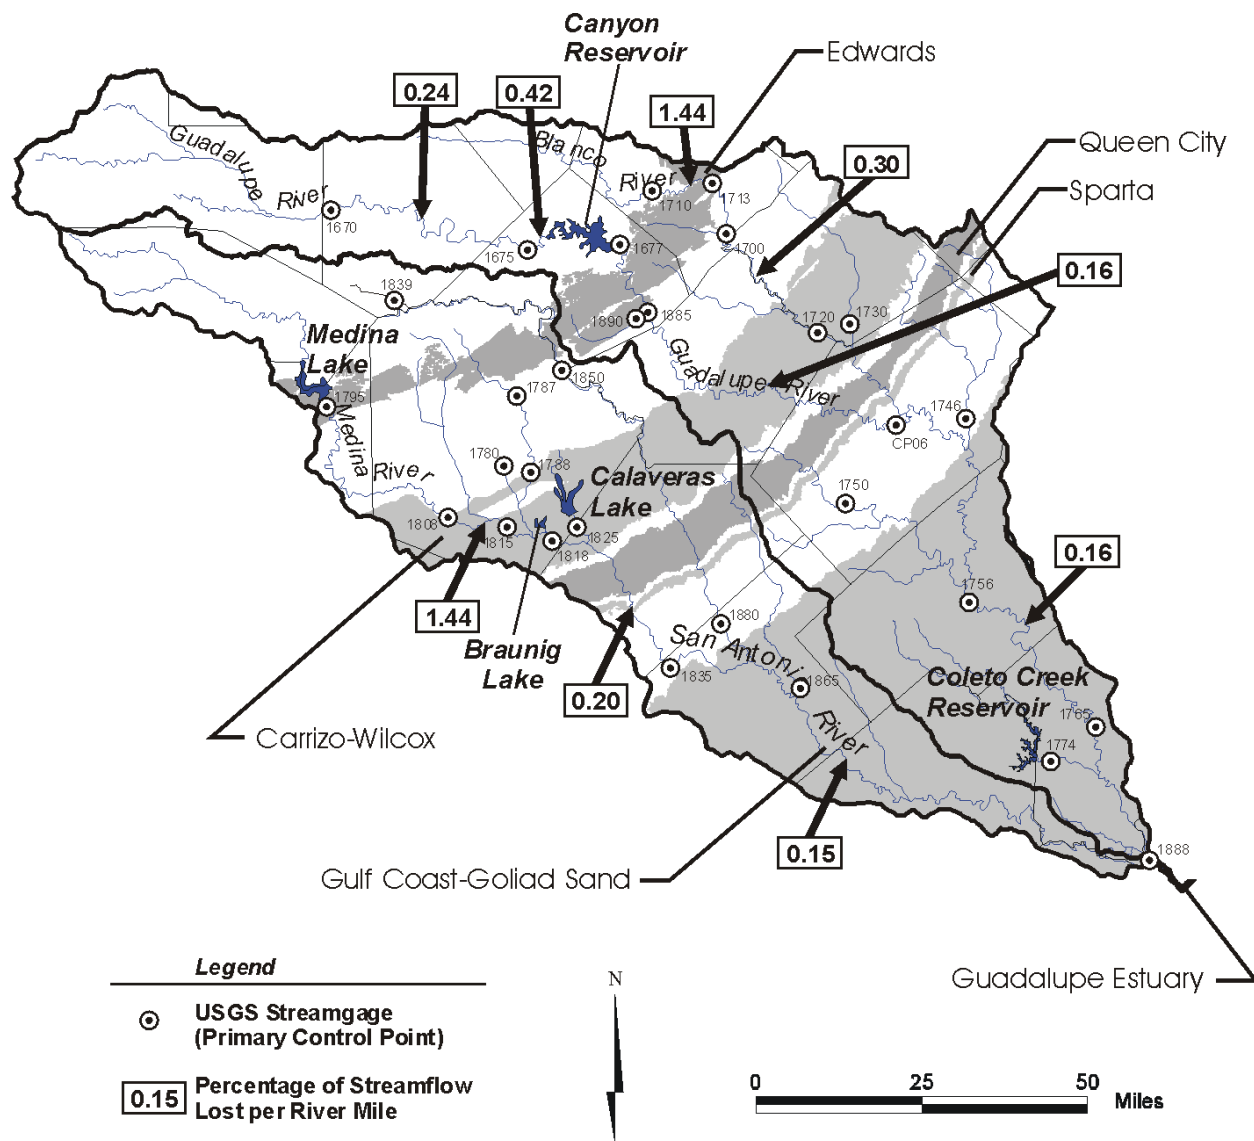 Canyon
Reservoir
Edwards
0.24
0.42
1.44
Queen City
0.30
Sparta
Guadalupe
River
Blanco
River
1670
1710
1713
1675
1677
1700
0.16
1839
Medina
Lake
1890
1885
1720
1730
Guadalupe River
1850
1795
1787
1746
CP06
Medina
River
1780
1788
Calaveras
Lake
1750
1808
1815
1818
1825
1756
0.16
1.44
Braunig
Lake
0.20
1880
San Antonio
River
1835
1865
Coleto Creek
Reservoir
1765
1774
Carrizo-Wilcox
0.15
1888
Gulf Coast-Goliad Sand
Guadalupe Estuary
Legend
USGS Streamgage
(Primary Control Point)
0.15
Percentage of Streamflow
Lost per River Mile
N
0 25 50
Miles